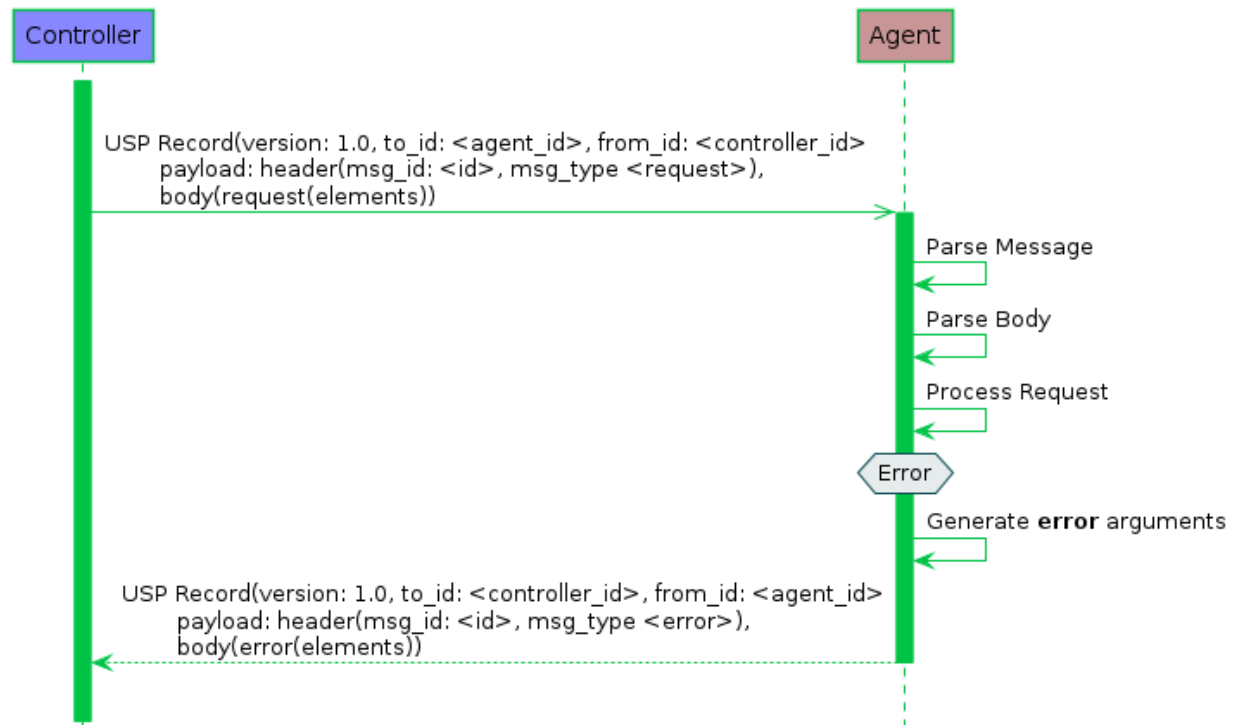 Controller
Agent
USP Record(version: 1.0, to_id: <agent_id>, from_id: <controller_id>
payload: header(msg_id: <id>, msg_type <request>),
body(request(elements))
Parse Message
Parse Body
Process Request
Error
Generate error arguments
USP Record(version: 1.0, to_id: <controller_id>, from_id: <agent_id>
payload: header(msg_id: <id>, msg_type <error>),
body(error(elements))